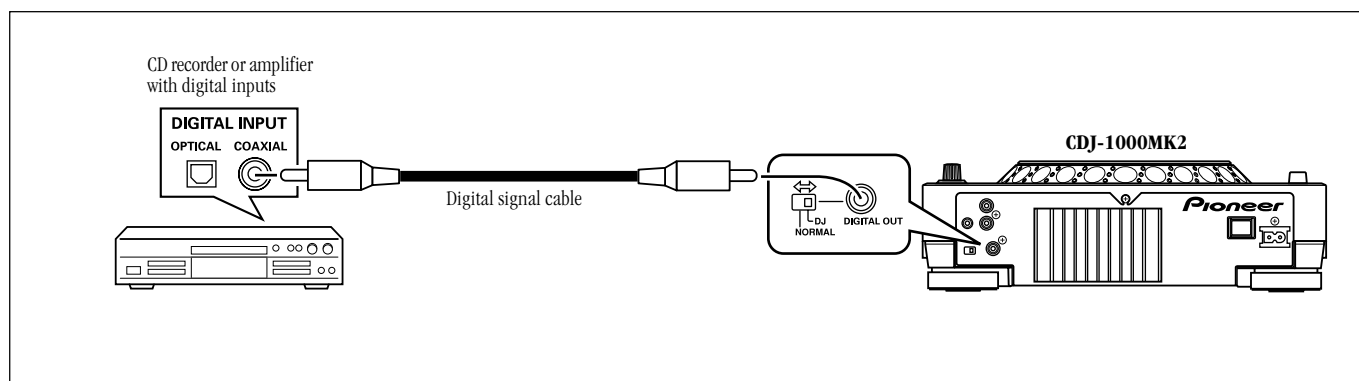 CD recorder or amplifier
with digital inputs
DIGITAL INPUT
OPTICAL COAXIAL
Digital signal cable
DJ
NORMAL
DIGITAL OUT
CDJ-1000MK2
Pioneer